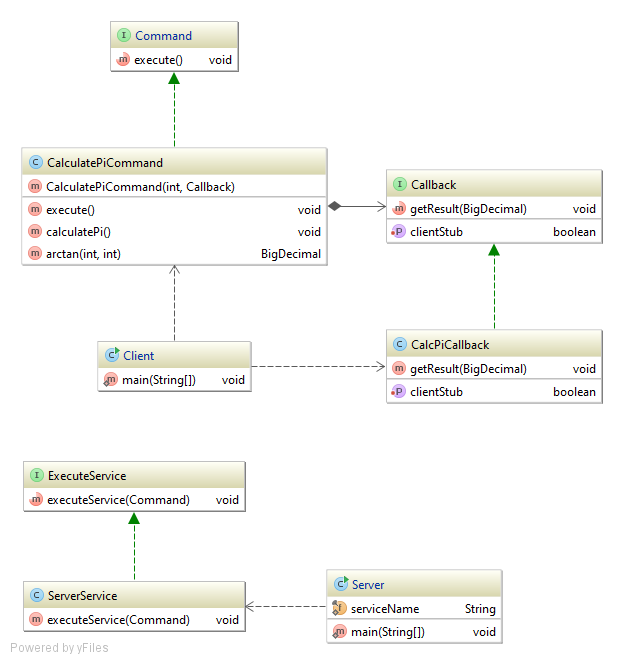 I Command
m execute() void
C CalculatePiCommand
m CalculatePiCommand(int, Callback)
m execute() void
m calculatePi() void
m arctan(int, int) BigDecimal
I Callback
m getResult(BigDecimal) void
P clientStub boolean
C Client
m main(String[]) void
C CalcPiCallback
m getResult(BigDecimal) void
P clientStub boolean
I ExecuteService
m executeService(Command) void
C ServerService
m executeService(Command) void
C Server
f serviceName String
m main(String[]) void
Powered by yFiles